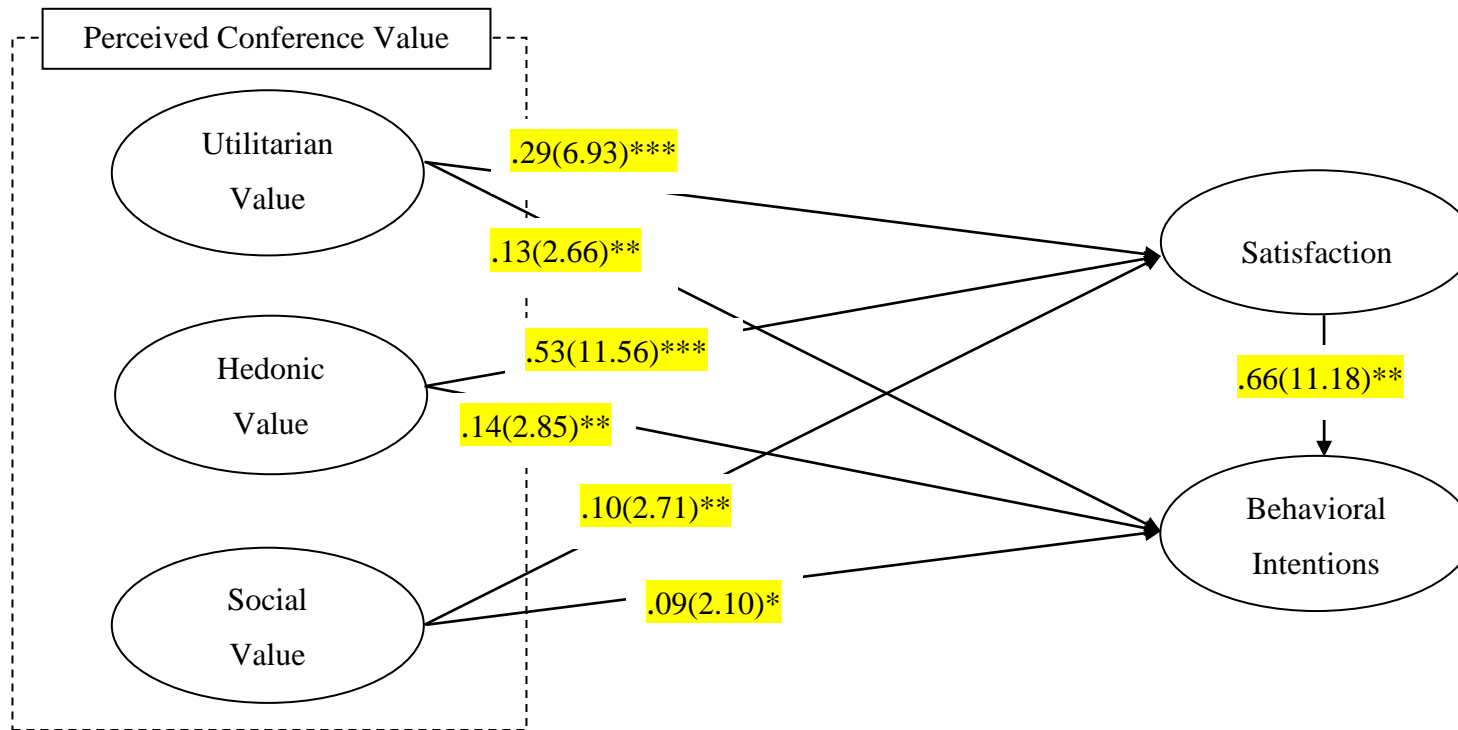 Perceived Conference Value
Utilitarian
Value
.29(6.93)***
.13(2.66)**
Satisfaction
Hedonic
Value
.53(11.56)***
.14(2.85)**
.66(11.18)**
.10(2.71)**
Behavioral
Intentions
Social
Value
.09(2.10)*